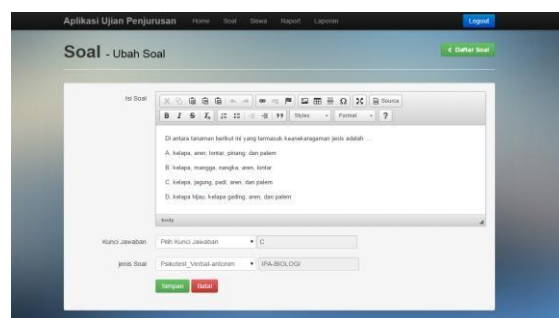 Aplikasi Ujian Penjurusan Home Soal Siswa Raport Laporan Logout
Soal - Ubah Soal
< Daftar Soal
Isi Soal
Source
B I S Ix Styles Format ?
Di antara tanaman berikut ini yang termasuk keanekaragaman jenis adalah ...
A. kelapa, aren, lontar, pinang, dan palem
B. kelapa, mangga, nangka, aren, lontar
C. kelapa, jagung, padi, aren, dan palem
D. kelapa hijau, kelapa gading, aren, dan palem
body
Kunci Jawaban Pilih Kunci Jawaban C
Jenis Soal Psikotest_Verbal-antonim IPA-BIOLOGI
Simpan Batal